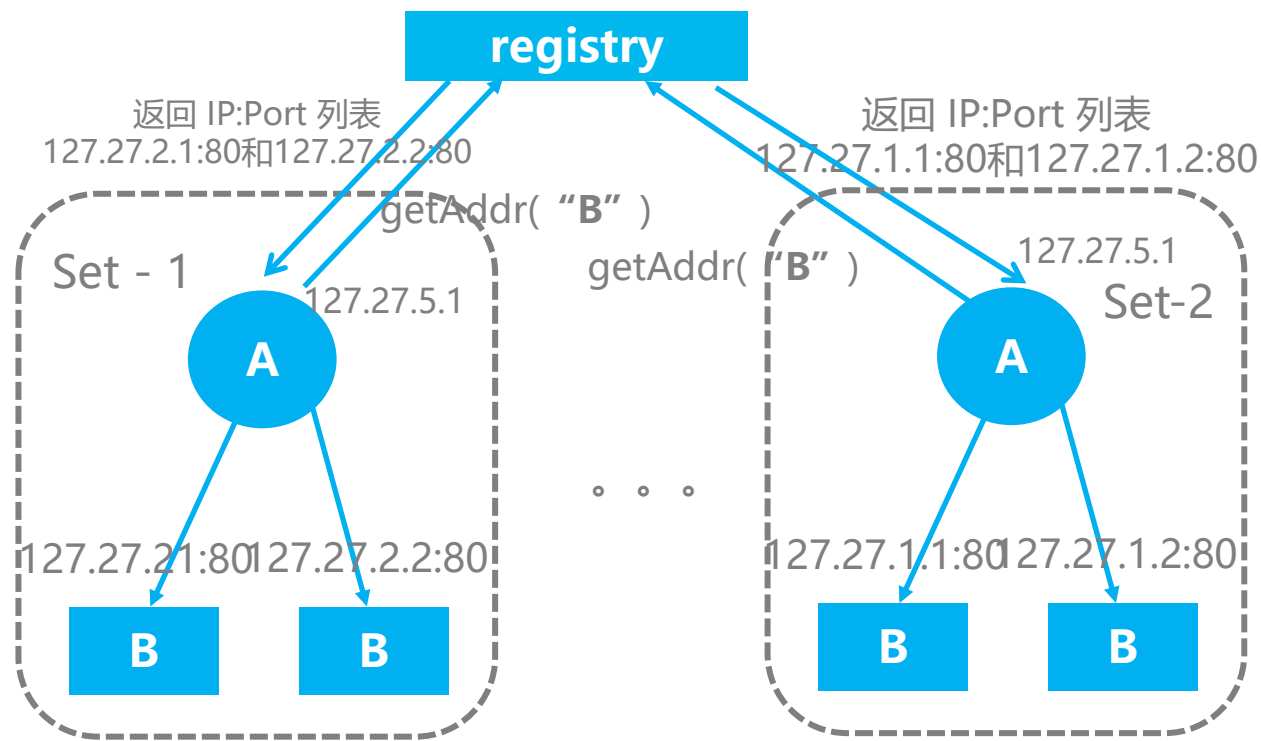 registry
返回 IP:Port 列表
127.27.2.1:80和127.27.2.2:80
返回 IP:Port 列表
127.27.1.1:80和127.27.1.2:80
getAddr( “B” )
getAddr( “B” )
Set - 1
127.27.5.1
127.27.5.1
Set-2
A
A
。。。
127.27.21:80
127.27.2.2:80
127.27.1.1:80
127.27.1.2:80
B
B
B
B